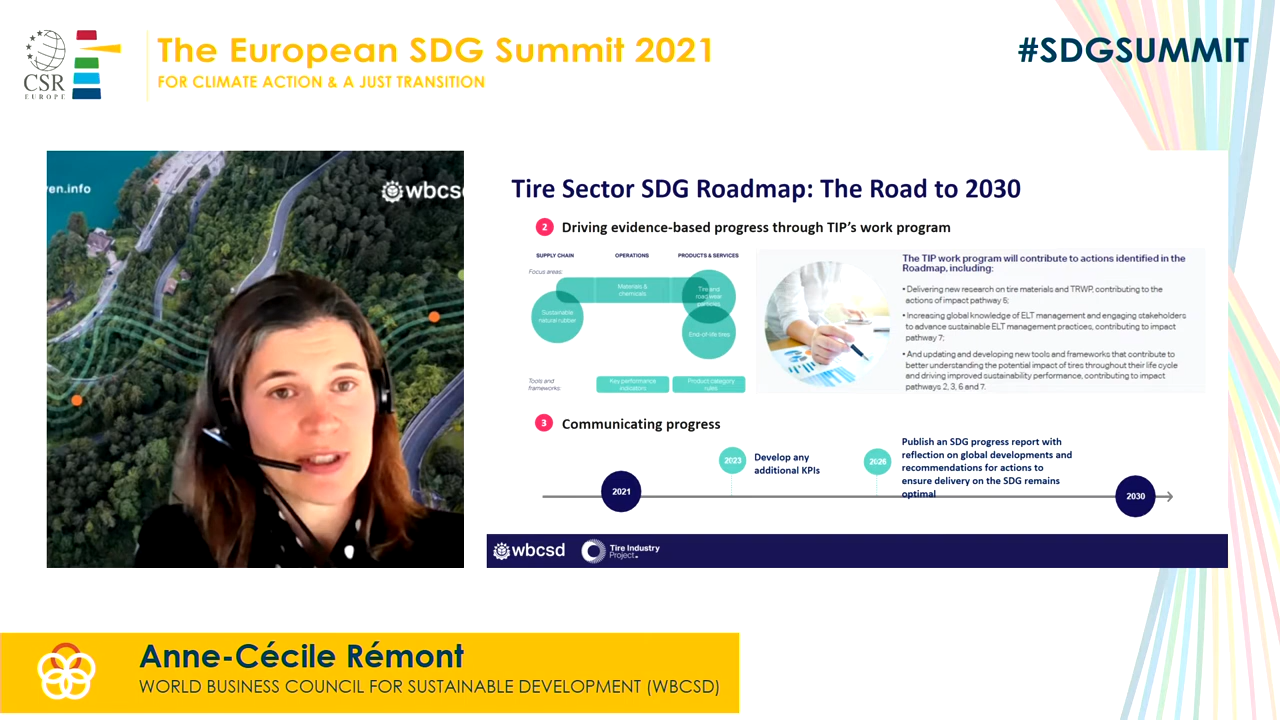 CSR
EUROPE
The European SDG Summit 2021
FOR CLIMATE ACTION & A JUST TRANSITION
#SDGSUMMIT
ven.info
wbcsd
Tire Sector SDG Roadmap: The Road to 2030
2 Driving evidence-based progress through TIP's work program
SUPPLY CHAIN OPERATIONS PRODUCTS & SERVICES
Focus areas:
Materials &
chemicals
Tire and
road wear
particles
Sustainable
natural rubber
End-of-life tires
Tools and
frameworks:
Key performance
indicators
Product category
rules
The TIP work program will contribute to actions identified in the
Roadmap, including:
• Delivering new research on tire materials and TRWP, contributing to the
actions of impact pathway 6;
• Increasing global knowledge of ELT management and engaging stakeholders
to advance sustainable ELT management practices, contributing to impact
pathway 7;
• And updating and developing new tools and frameworks that contribute to
better understanding the potential impact of tires throughout their life cycle
and driving improved sustainability performance, contributing to impact
pathways 2, 3, 6 and 7.
3 Communicating progress
2021
2023
Develop any
additional KPIs
2026
Publish an SDG progress report with
reflection on global developments and
recommendations for actions to
ensure delivery on the SDG remains
optimal
2030
wbcsd
Tire Industry
Project
Anne-Cécile Rémont
WORLD BUSINESS COUNCIL FOR SUSTAINABLE DEVELOPMENT (WBCSD)